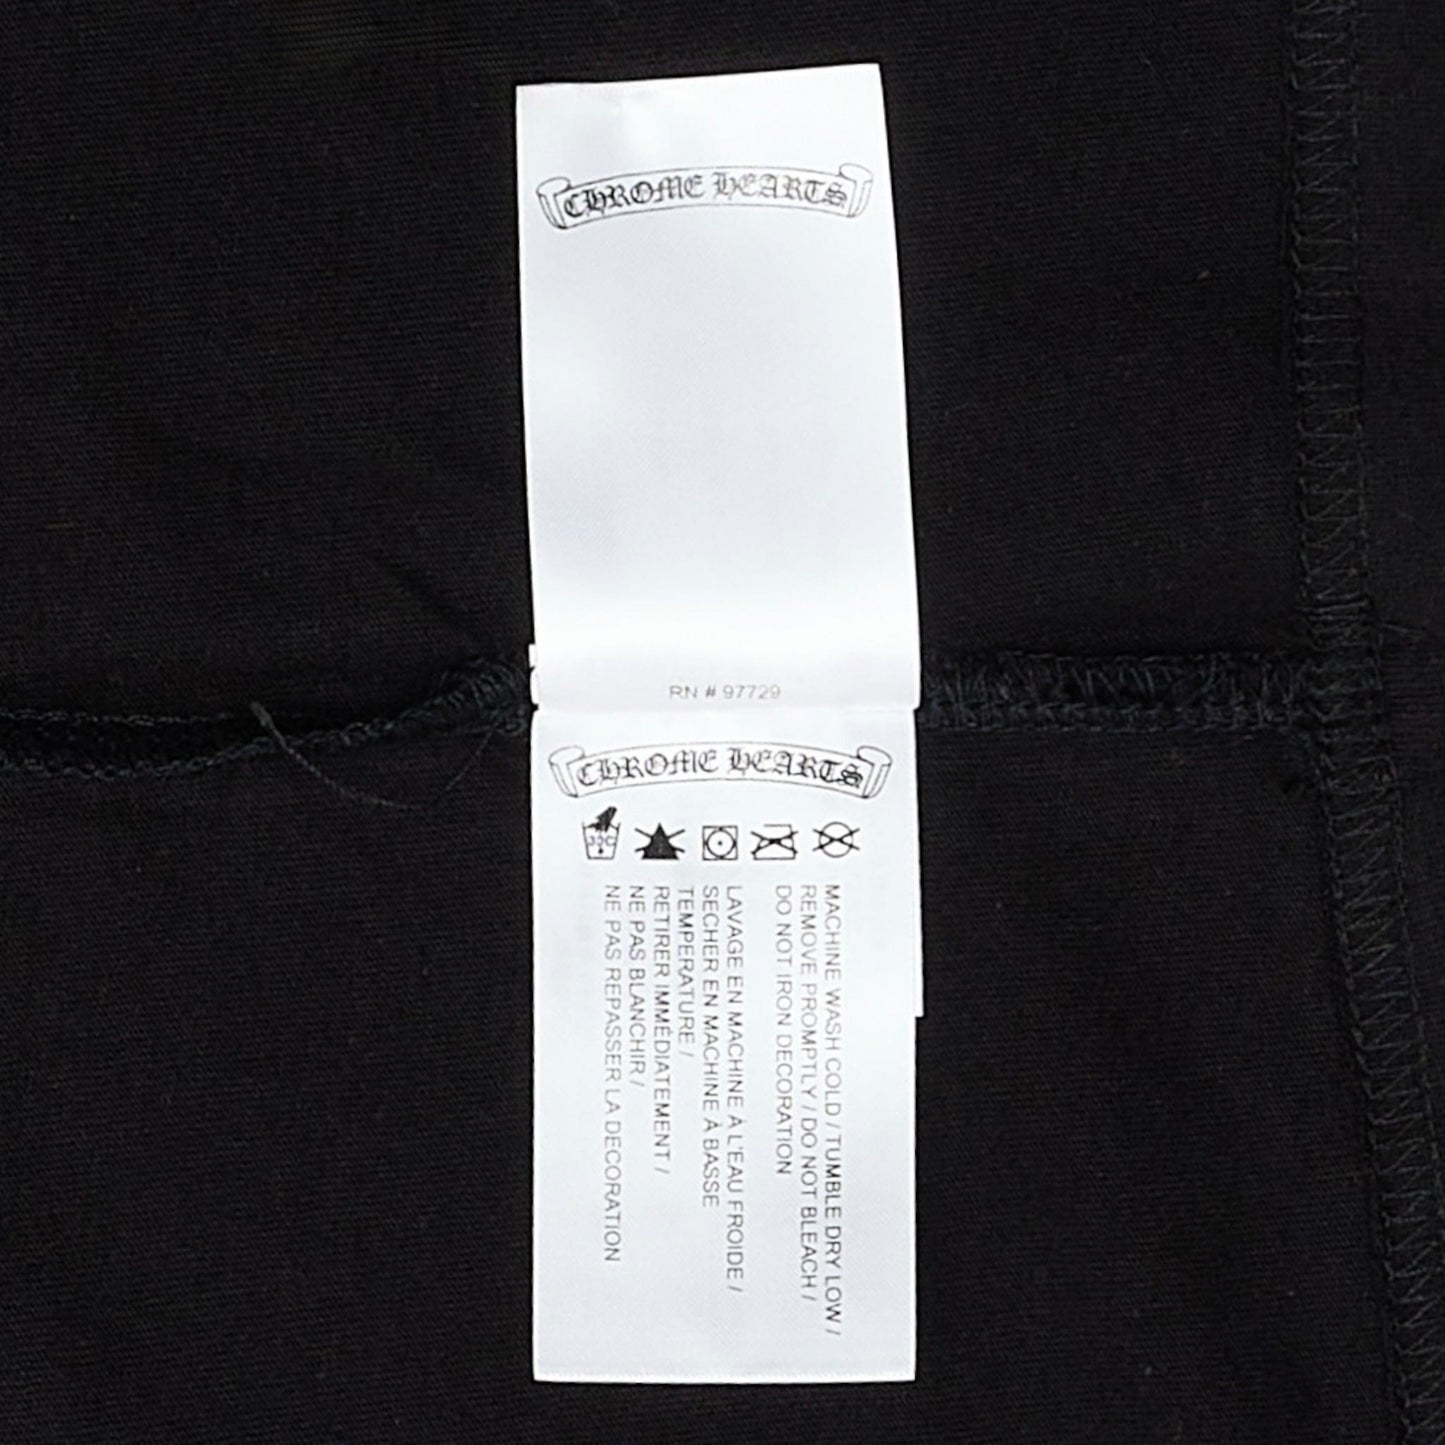 CHROME HEARTS
RN # 97729
CHROME HEARTS
MACHINE WASH COLD / TUMBLE DRY LOW /
REMOVE PROMPTLY / DO NOT BLEACH /
DO NOT IRON DECORATION
LAVAGE EN MACHINE À L'EAU FROIDE /
SECHER EN MACHINE À BASSE
TEMPERATURE /
RETIRER IMMÉDIATEMENT /
NE PAS BLANCHIR /
NE PAS REPASSER LA DECORATION